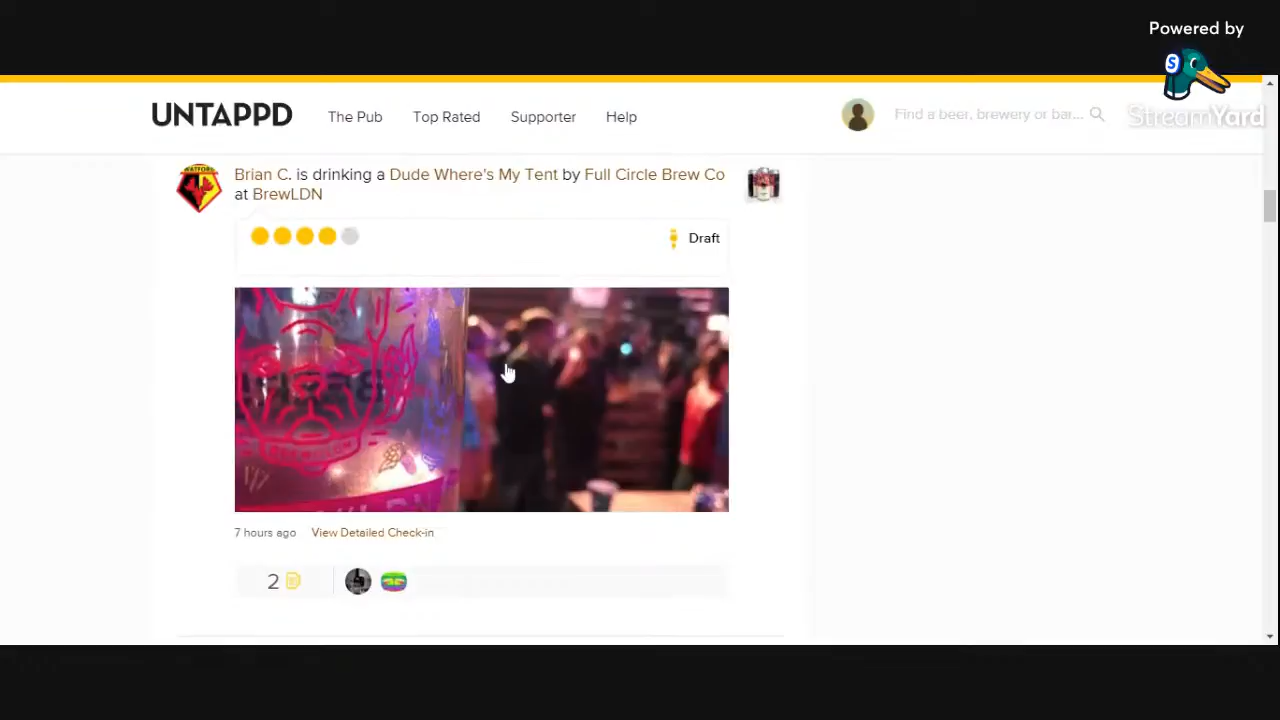 Powered by
S
StreamYard
UNTAPPD
The Pub
Top Rated
Supporter
Help
Find a beer, brewery or bar...
WATFORD
Brian C. is drinking a Dude Where's My Tent by Full Circle Brew Co
at BrewLDN
Draft
7 hours ago
View Detailed Check-in
2